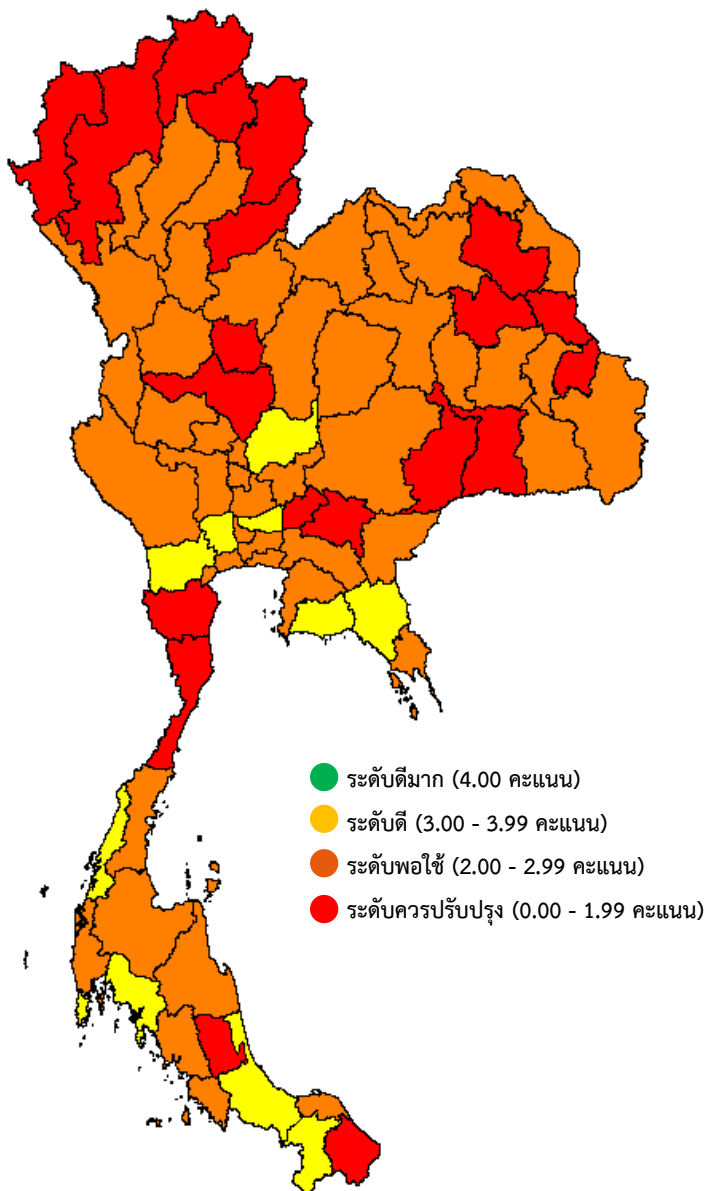 ระดับดีมาก (4.00 คะแนน)
ระดับดี (3.00 - 3.99 คะแนน)
ระดับพอใช้ (2.00 - 2.99 คะแนน)
ระดับควรปรับปรุง (0.00 - 1.99 คะแนน)